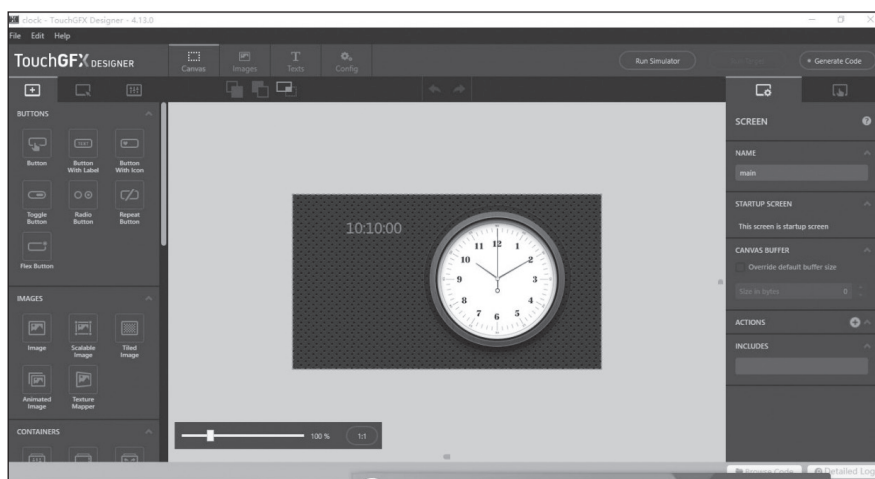 clock - TouchGFX Designer - 4.13.0
File Edit Help
TouchGFX DESIGNER
Canvas
Images
Texts
Config
Run Simulator
Generate Code
BUTTONS
Button
Button With Label
Button With Icon
Toggle Button
Radio Button
Repeat Button
Flex Button
IMAGES
Image
Scalable Image
Tiled Image
Animated Image
Texture Mapper
CONTAINERS
10:10:00
12
1
2
3
4
5
6
7
8
9
10
11
100 %
1:1
SCREEN
NAME
main
STARTUP SCREEN
This screen is startup screen
CANVAS BUFFER
Override default buffer size
Size in bytes 0
ACTIONS
INCLUDES
Browse Code
Detailed Log